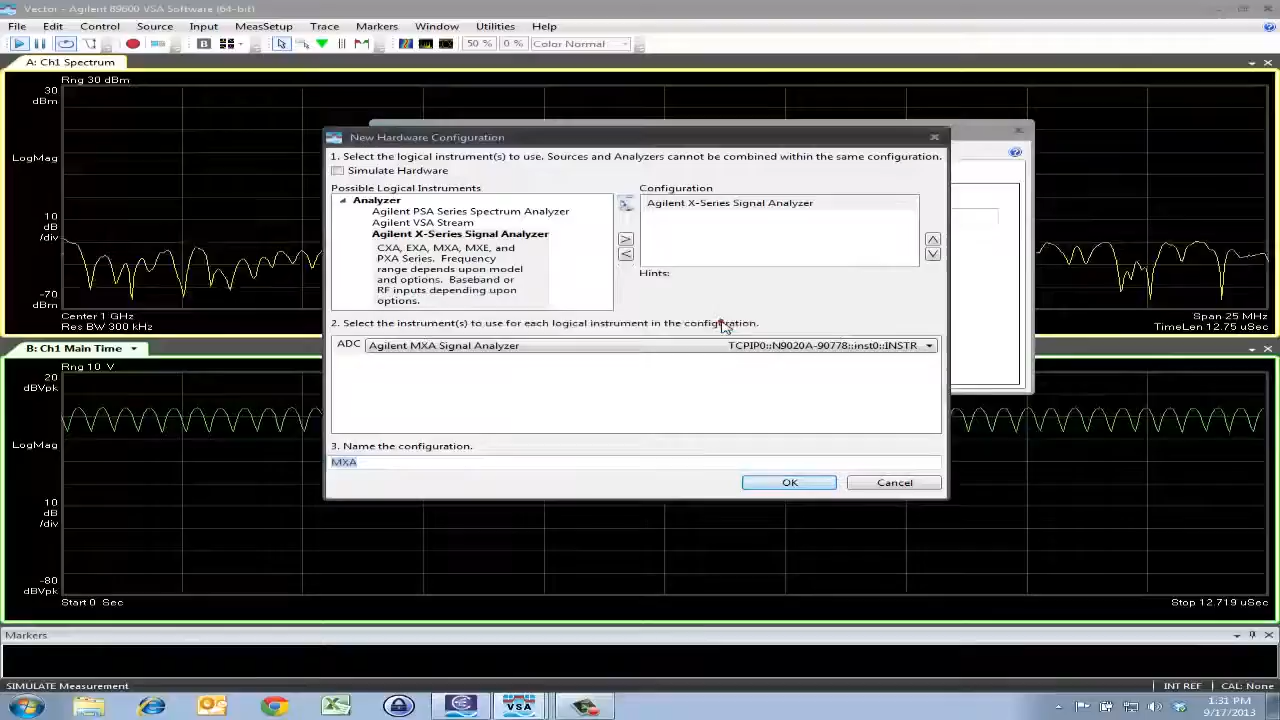 Vector - Agilent 89600 VSA Software (64-bit)
File Edit Control Source Input MeasSetup Trace Markers Window Utilities Help
B 50 % 0 % Color Normal
A: Ch1 Spectrum
Rng 30 dBm
30
dBm
LogMag
10
dB
/div
-70
dBm
Center 1 GHz
Res BW 300 kHz
Span 25 MHz
TimeLen 12.75 uSec
New Hardware Configuration
1. Select the logical instrument(s) to use. Sources and Analyzers cannot be combined within the same configuration.
Simulate Hardware
Possible Logical Instruments
Analyzer
Agilent PSA Series Spectrum Analyzer
Agilent VSA Stream
Agilent X-Series Signal Analyzer
CXA, EXA, MXA, MXE, and
PXA Series. Frequency
range depends upon model
and options. Baseband or
RF inputs depending upon
options.
Configuration
Agilent X-Series Signal Analyzer
Hints:
2. Select the instrument(s) to use for each logical instrument in the configuration.
ADC Agilent MXA Signal Analyzer TCPIP0::N9020A-90778::inst0::INSTR
3. Name the configuration.
MXA
OK Cancel
B: Ch1 Main Time
Rng 10 V
20
dBVpk
LogMag
10
dB
/div
-80
dBVpk
Start 0 Sec
Stop 12.719 uSec
Markers
SIMULATE Measurement INT REF CAL: None
VSA
1:31 PM
9/17/2013